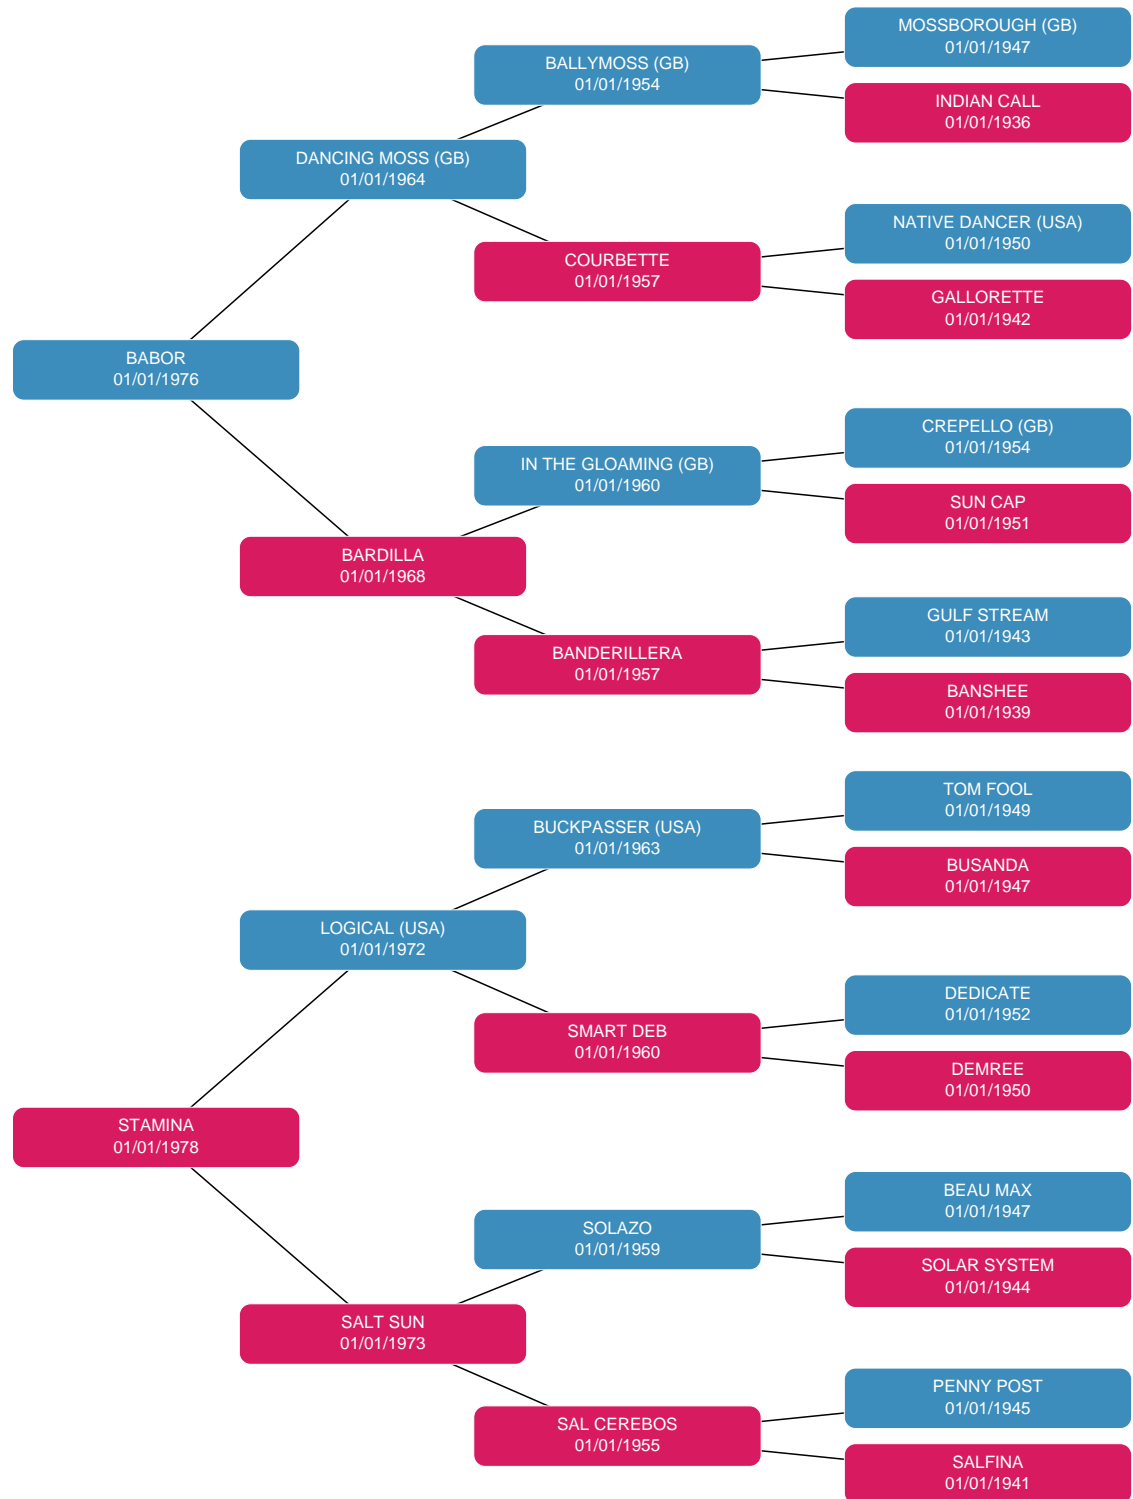 MOSSBOROUGH (GB)
01/01/1947
BALLYMOSS (GB)
01/01/1954
INDIAN CALL
01/01/1936
DANCING MOSS (GB)
01/01/1964
NATIVE DANCER (USA)
01/01/1950
COURBETTE
01/01/1957
GALLORETTE
01/01/1942
BABOR
01/01/1976
CREPELLO (GB)
01/01/1954
IN THE GLOAMING (GB)
01/01/1960
SUN CAP
01/01/1951
BARDILLA
01/01/1968
GULF STREAM
01/01/1943
BANDERILLERA
01/01/1957
BANSHEE
01/01/1939
TOM FOOL
01/01/1949
BUCKPASSER (USA)
01/01/1963
BUSANDA
01/01/1947
LOGICAL (USA)
01/01/1972
DEDICATE
01/01/1952
SMART DEB
01/01/1960
DEMREE
01/01/1950
STAMINA
01/01/1978
BEAU MAX
01/01/1947
SOLAZO
01/01/1959
SOLAR SYSTEM
01/01/1944
SALT SUN
01/01/1973
PENNY POST
01/01/1945
SAL CEREBOS
01/01/1955
SALFINA
01/01/1941